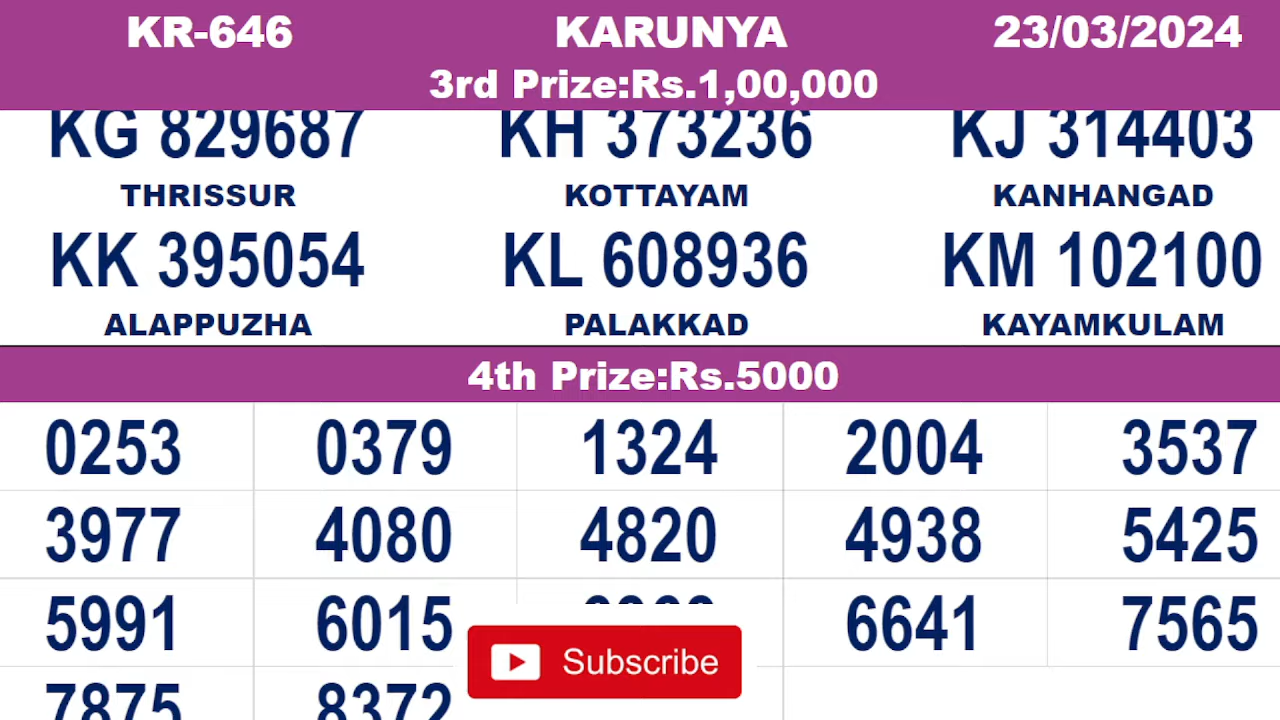 KR-646 KARUNYA 23/03/2024
3rd Prize:Rs.1,00,000
KG 829687 KH 373236 KJ 314403
THRISSUR KOTTAYAM KANHANGAD
KK 395054 KL 608936 KM 102100
ALAPPUZHA PALAKKAD KAYAMKULAM
4th Prize:Rs.5000
0253 0379 1324 2004 3537
3977 4080 4820 4938 5425
5991 6015 6641 7565
Subscribe
7875 8372